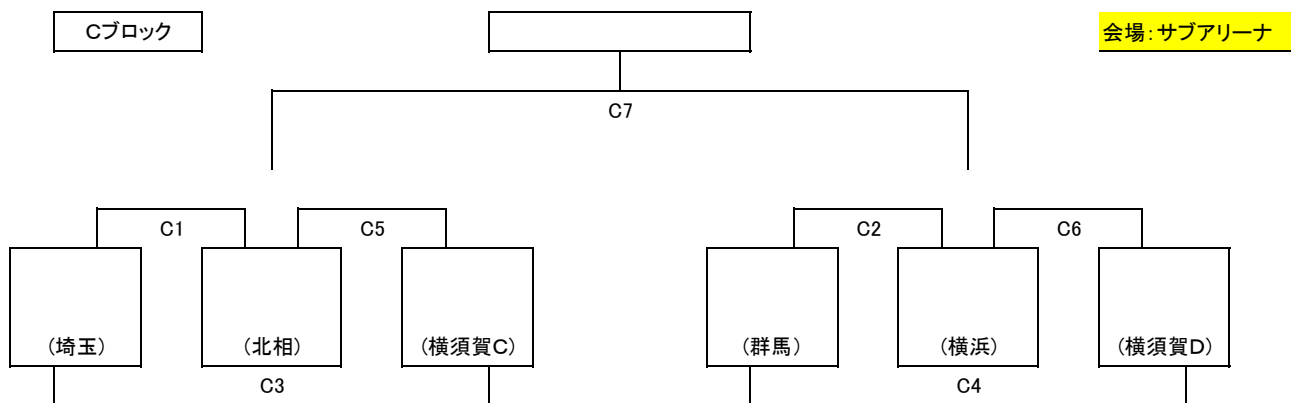 Cブロック
会場：サブアリーナ
C7
C1
C5
C2
C6
(埼玉)
(北相)
(横須賀C)
(群馬)
(横浜)
(横須賀D)
C3
C4